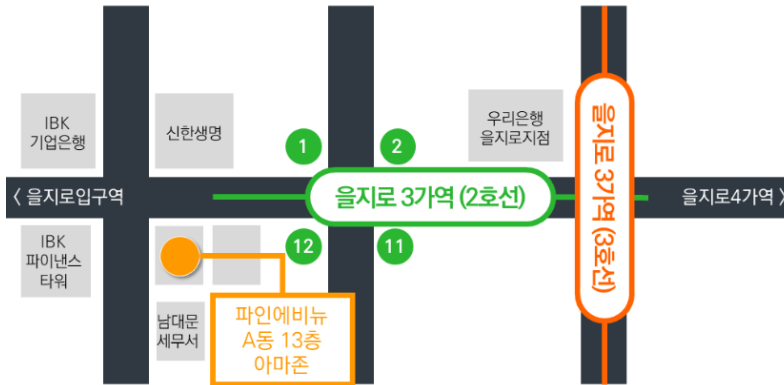 IBK
기업은행
신한생명
1
2
우리은행
을지로지점
을지로 3가역 (3호선)
〈 을지로입구역
을지로 3가역 (2호선)
을지로4가역 〉
IBK
파이낸스
타워
12
11
남대문
세무서
파인에비뉴
A동 13층
아마존